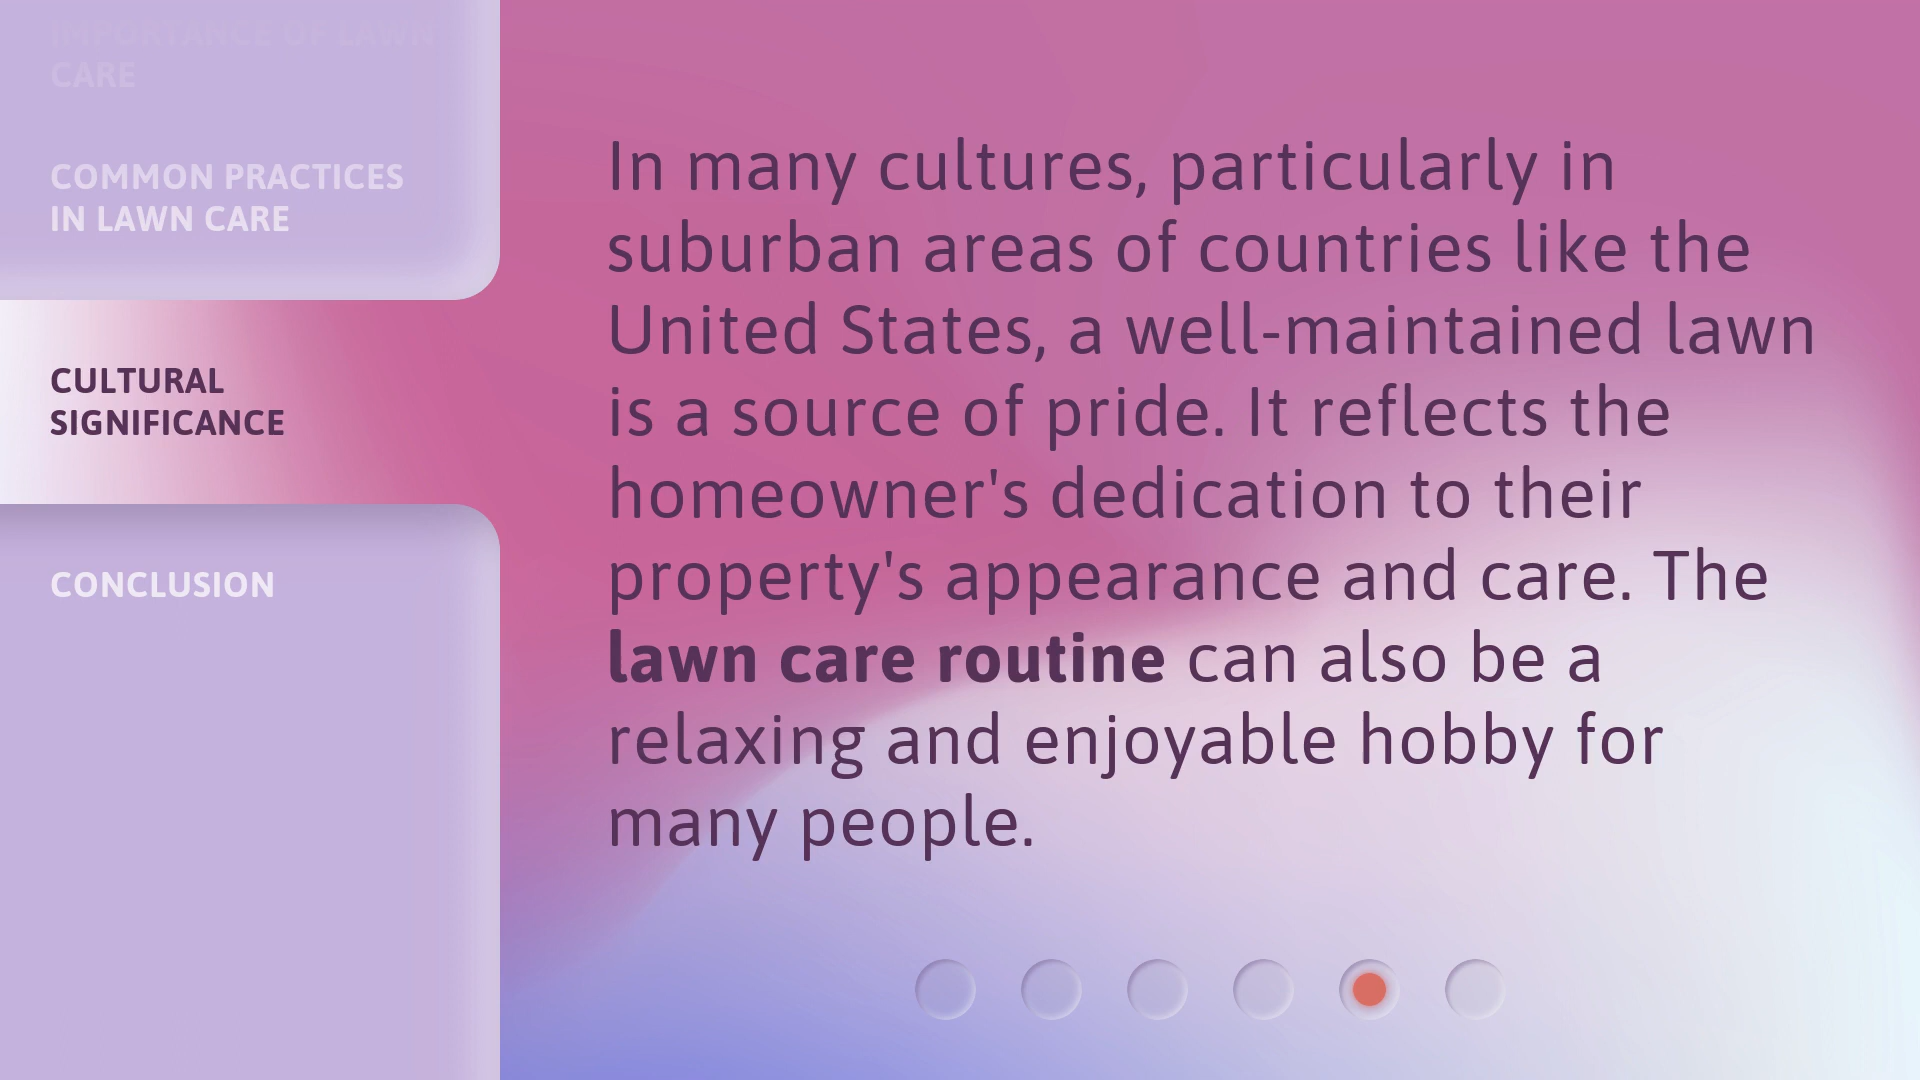 IMPORTANCE OF LAWN
CARE
COMMON PRACTICES
IN LAWN CARE
CULTURAL
SIGNIFICANCE
CONCLUSION
In many cultures, particularly in
suburban areas of countries like the
United States, a well-maintained lawn
is a source of pride. It reflects the
homeowner's dedication to their
property's appearance and care. The
lawn care routine can also be a
relaxing and enjoyable hobby for
many people.